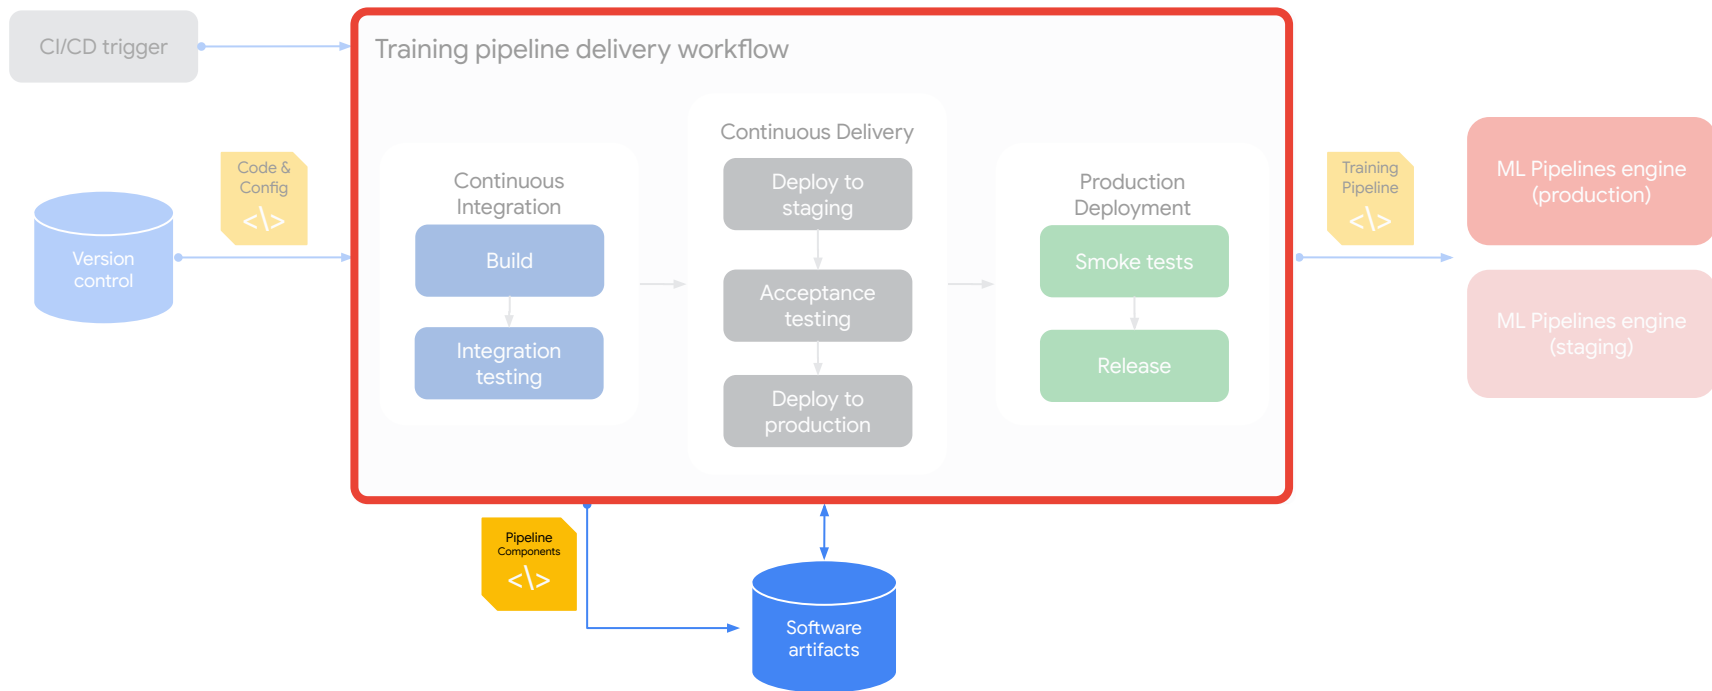 CI/CD trigger
Training pipeline delivery workflow
Code &
Config
</>
Version
control
Continuous
Integration
Build
Integration
testing
Continuous Delivery
Deploy to
staging
Acceptance
testing
Deploy to
production
Production
Deployment
Smoke tests
Release
Training
Pipeline
</>
ML Pipelines engine
(production)
ML Pipelines engine
(staging)
Pipeline
Components
</>
Software
artifacts